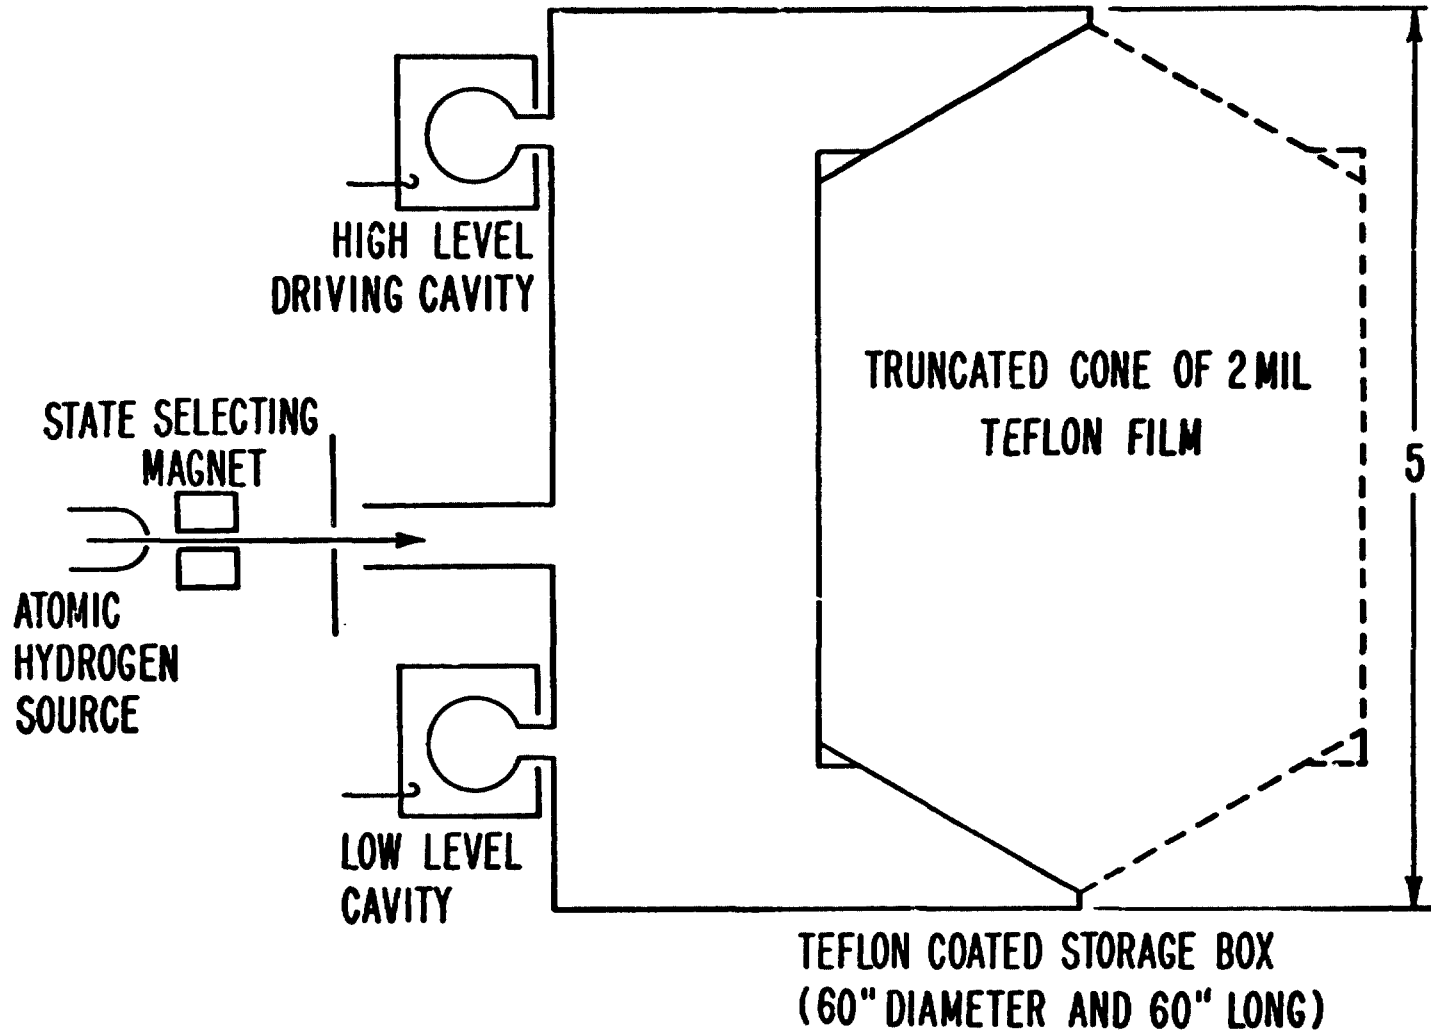 HIGH LEVEL
DRIVING CAVITY
STATE SELECTING
MAGNET
ATOMIC
HYDROGEN
SOURCE
LOW LEVEL
CAVITY
TRUNCATED CONE OF 2 MIL
TEFLON FILM
5
TEFLON COATED STORAGE BOX
(60" DIAMETER AND 60" LONG)